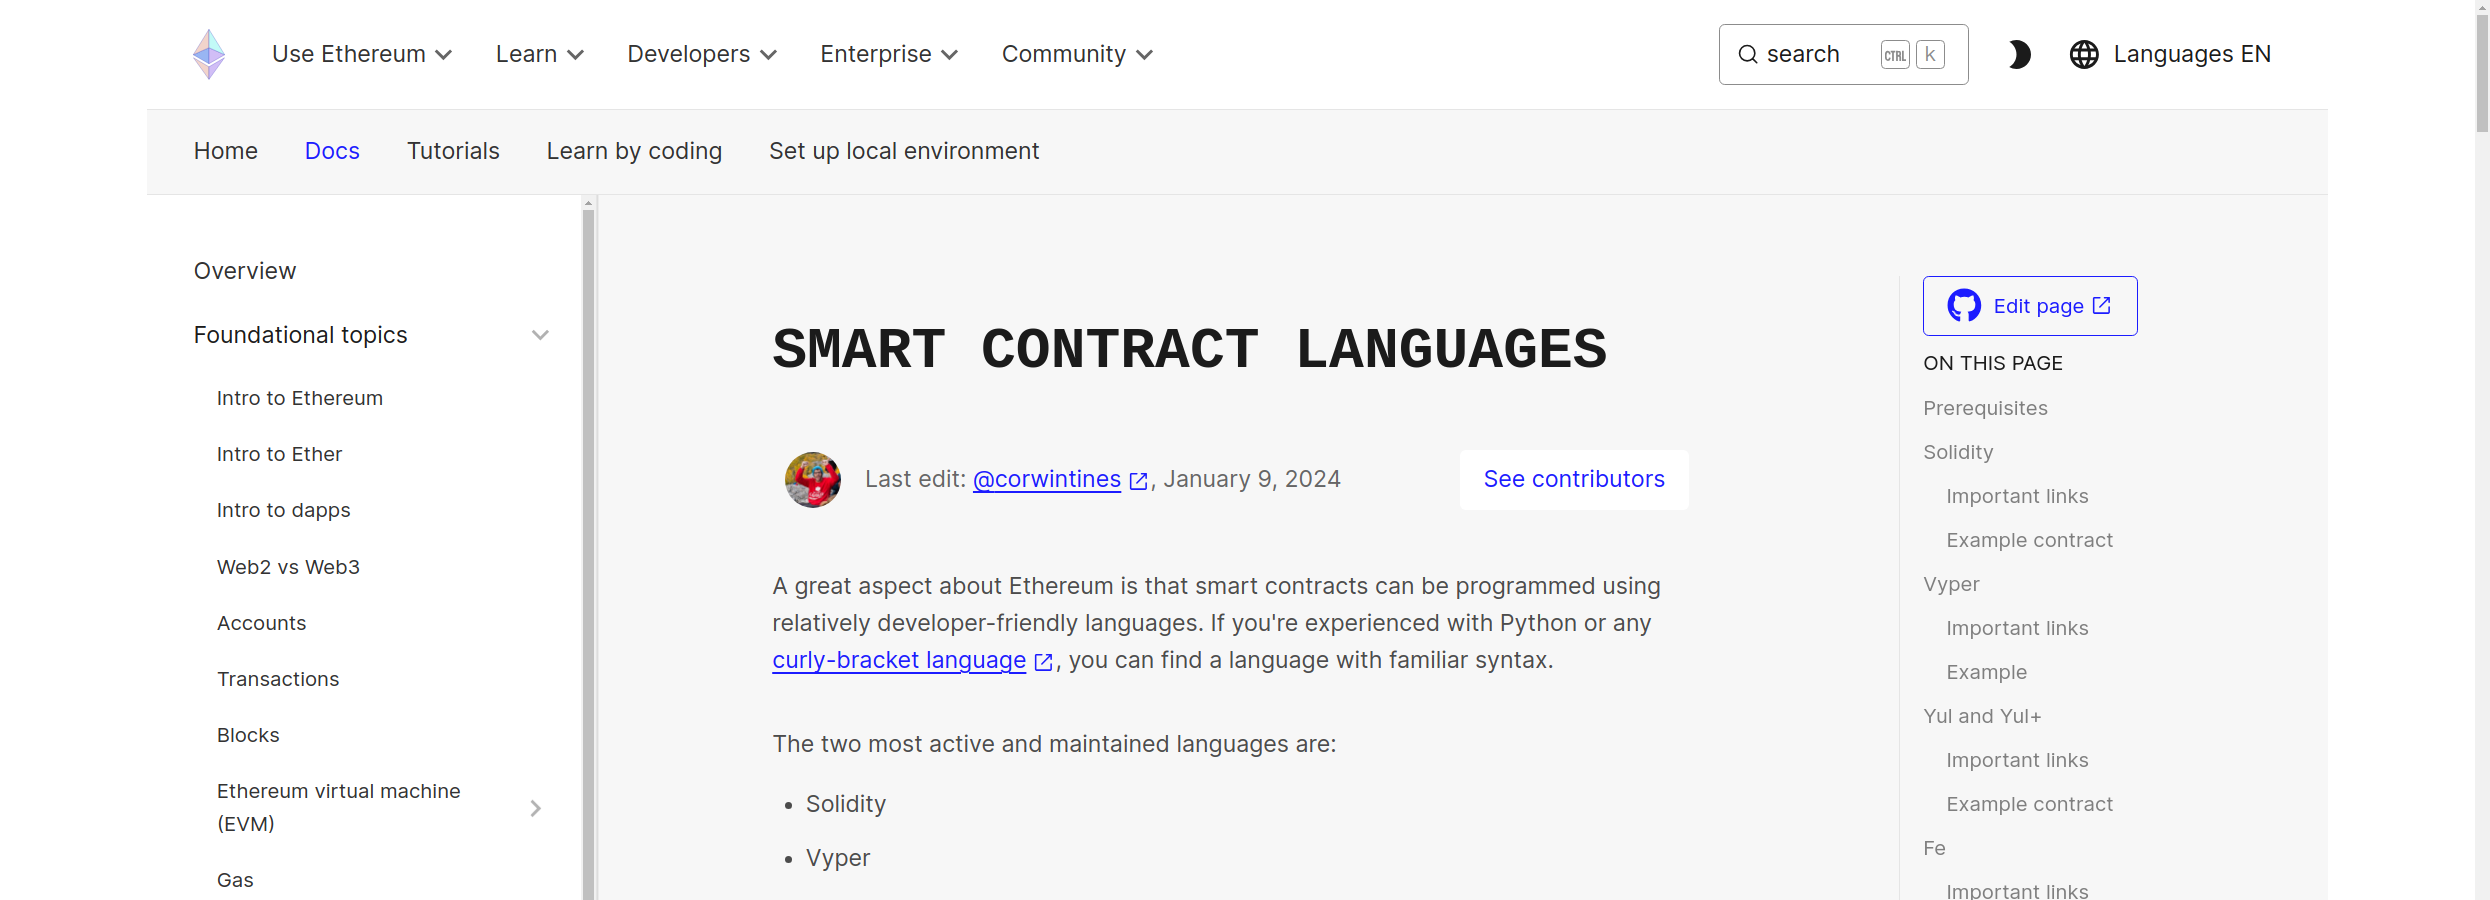 Use Ethereum
Learn
Developers
Enterprise
Community
search
CTRL
k
Languages EN
Home
Docs
Tutorials
Learn by coding
Set up local environment
Overview
Foundational topics
Intro to Ethereum
Intro to Ether
Intro to dapps
Web2 vs Web3
Accounts
Transactions
Blocks
Ethereum virtual machine
(EVM)
Gas
SMART CONTRACT LANGUAGES
Last edit: @corwintines , January 9, 2024
See contributors
A great aspect about Ethereum is that smart contracts can be programmed using
relatively developer-friendly languages. If you're experienced with Python or any
curly-bracket language , you can find a language with familiar syntax.
The two most active and maintained languages are:
• Solidity
• Vyper
Edit page
ON THIS PAGE
Prerequisites
Solidity
Important links
Example contract
Vyper
Important links
Example
Yul and Yul+
Important links
Example contract
Fe
Important links